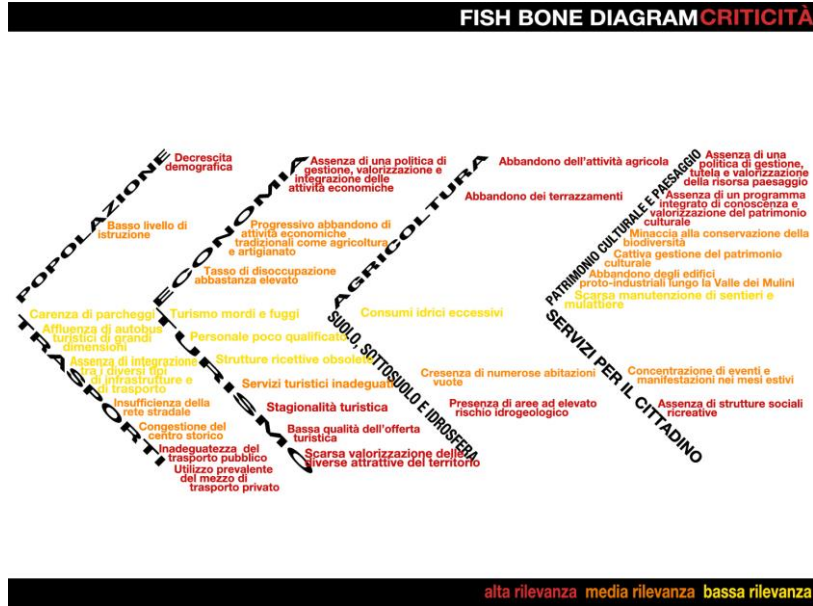 FISH BONE DIAGRAM CRITICITÀ
POPOLAZIONE
Decrescita
demografica
Basso livello di
istruzione
ECONOMIA
Assenza di una politica di
gestione, valorizzazione e
integrazione delle
attività economiche
Progressivo abbandono di
attività economiche
tradizionali come agricoltura
e artigianato
Tasso di disoccupazione
abbastanza elevato
AGRICOLTURA
Abbandono dell'attività agricola
Abbandono dei terrazzamenti
Consumi idrici eccessivi
PATRIMONIO CULTURALE E PAESAGGIO
Assenza di una
politica di gestione,
tutela e valorizzazione
della risorsa paesaggio
Assenza di un programma
integrato di conoscenza e
valorizzazione del patrimonio
culturale
Minaccia alla conservazione della
biodiversità
Cattiva gestione del patrimonio
culturale
Abbandono degli edifici
proto-industriali lungo la Valle dei Mulini
Scarsa manutenzione di sentieri e
mulattiere
TRASPORTI
Carenza di parcheggi
Affluenza di autobus
turistici di grandi
dimensioni
Assenza di integrazione
tra i diversi tipi
di infrastrutture e
di trasporto
Insufficienza della
rete stradale
Congestione del
centro storico
Inadeguatezza del
trasporto pubblico
Utilizzo prevalente
del mezzo di
trasporto privato
TURISMO
Turismo mordi e fuggi
Personale poco qualificato
Strutture ricettive obsolete
Servizi turistici inadeguati
Stagionalità turistica
Bassa qualità dell'offerta
turistica
Scarsa valorizzazione delle
diverse attrattive del territorio
SUOLO, SOTTOSUOLO E IDROSFERA
Cresenza di numerose abitazioni
vuote
Presenza di aree ad elevato
rischio idrogeologico
SERVIZI PER IL CITTADINO
Concentrazione di eventi e
manifestazioni nei mesi estivi
Assenza di strutture sociali
ricreative
alta rilevanza media rilevanza bassa rilevanza